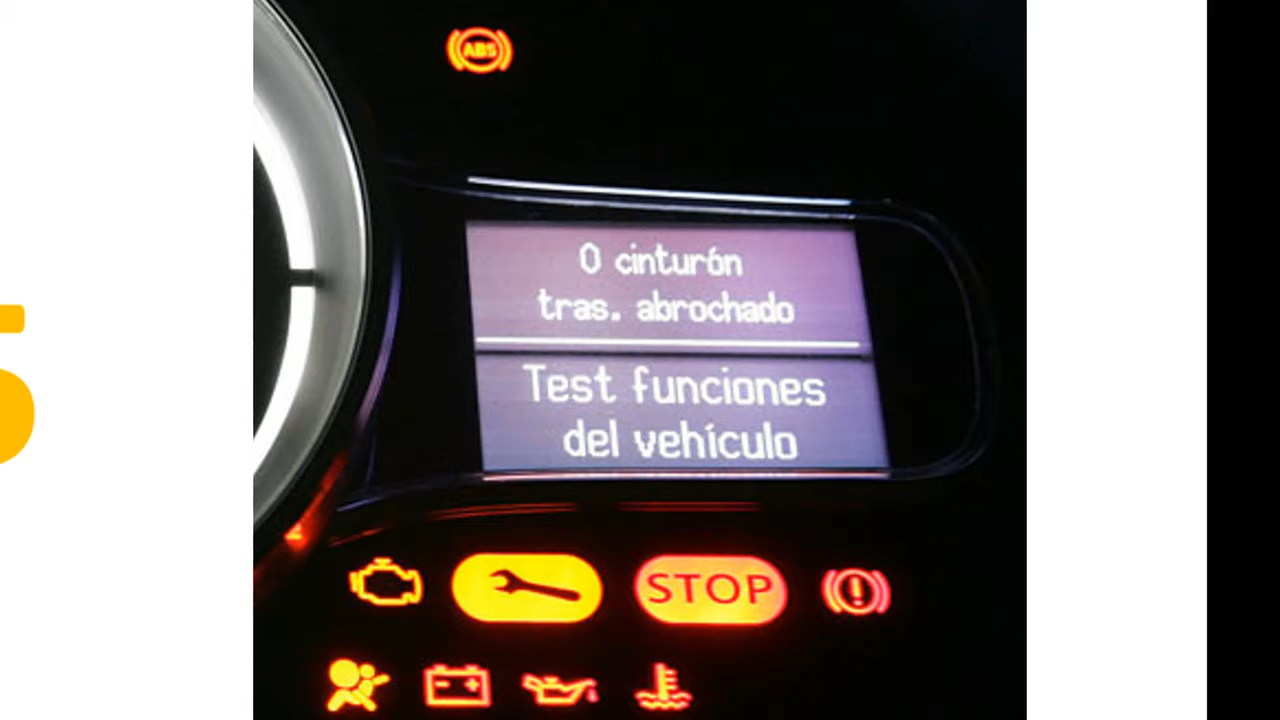 ABS
0 cinturón
tras. abrochado
Test funciones
del vehículo
STOP